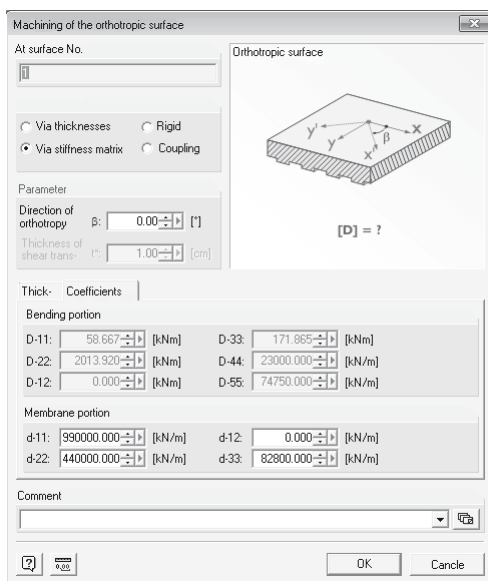 Machining of the orthotropic surface
At surface No.
1
Orthotropic surface
Via thicknesses
Rigid
Via stiffness matrix
Coupling
y'
y
x'
β
x
[D] = ?
Parameter
Direction of
orthotropy β: 0.00 [°]
Thickness of
shear trans- t*: 1.00 [cm]
Thick- Coefficients
Bending portion
D-11: 58.667 [kNm] D-33: 171.865 [kNm]
D-22: 2013.920 [kNm] D-44: 23000.000 [kN/m]
D-12: 0.000 [kNm] D-55: 74750.000 [kN/m]
Membrane portion
d-11: 990000.000 [kN/m] d-12: 0.000 [kN/m]
d-22: 440000.000 [kN/m] d-33: 82800.000 [kN/m]
Comment
0.00
OK Cancle